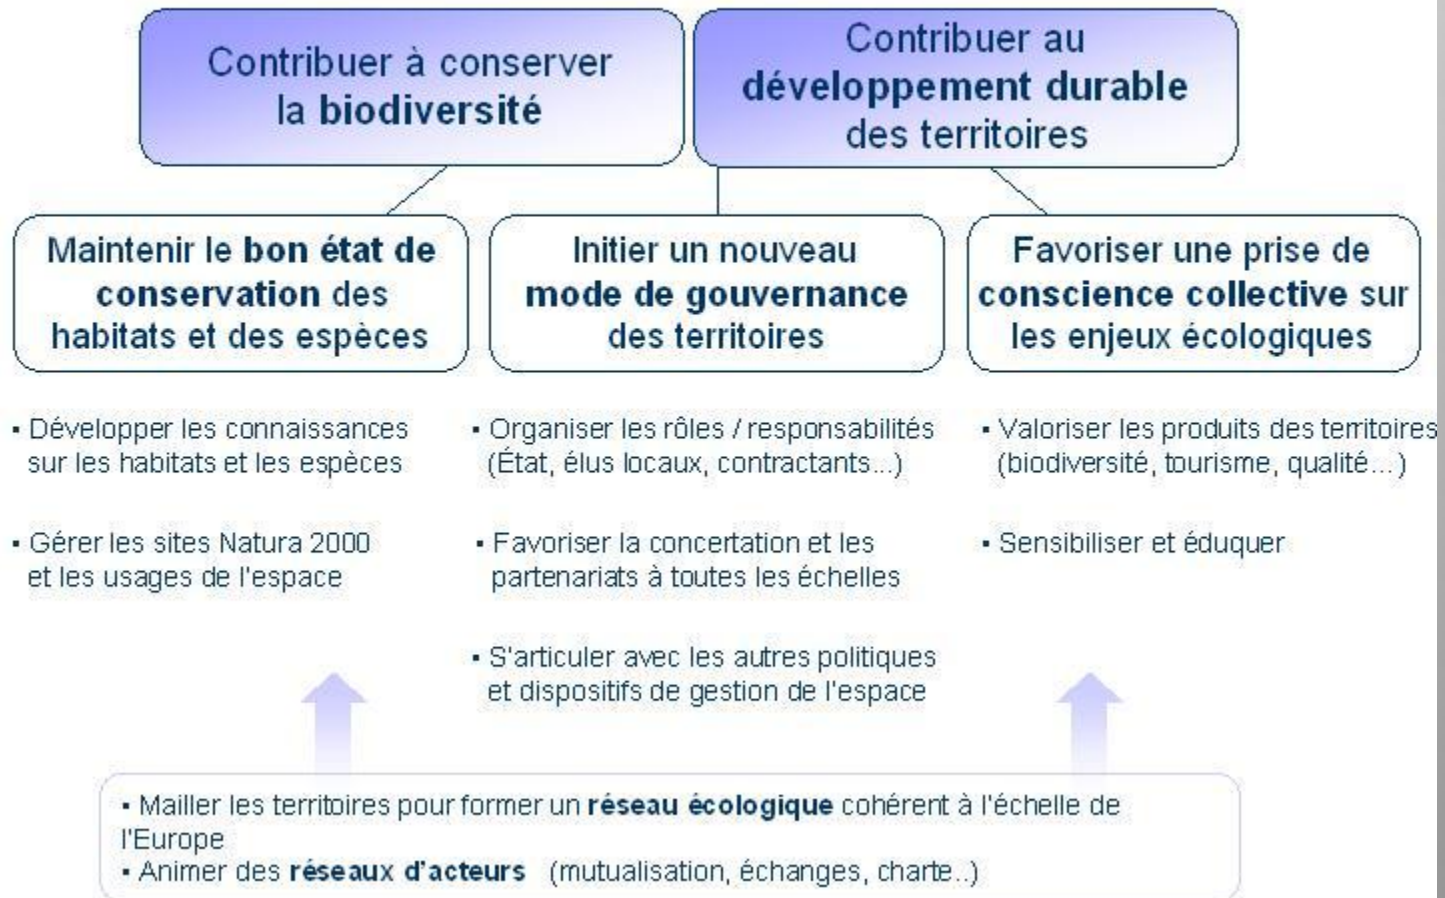 Contribuer à conserver
la biodiversité
Contribuer au
développement durable
des territoires
Maintenir le bon état de
conservation des
habitats et des espèces
Initier un nouveau
mode de gouvernance
des territoires
Favoriser une prise de
conscience collective sur
les enjeux écologiques
▪ Développer les connaissances
sur les habitats et les espèces
▪ Gérer les sites Natura 2000
et les usages de l'espace
▪ Organiser les rôles / responsabilités
(État, élus locaux, contractants...)
▪ Favoriser la concertation et les
partenariats à toutes les échelles
▪ S'articuler avec les autres politiques
et dispositifs de gestion de l'espace
▪ Valoriser les produits des territoires
(biodiversité, tourisme, qualité...)
▪ Sensibiliser et éduquer
▪ Mailler les territoires pour former un réseau écologique cohérent à l'échelle de
l'Europe
▪ Animer des réseaux d'acteurs (mutualisation, échanges, charte..)